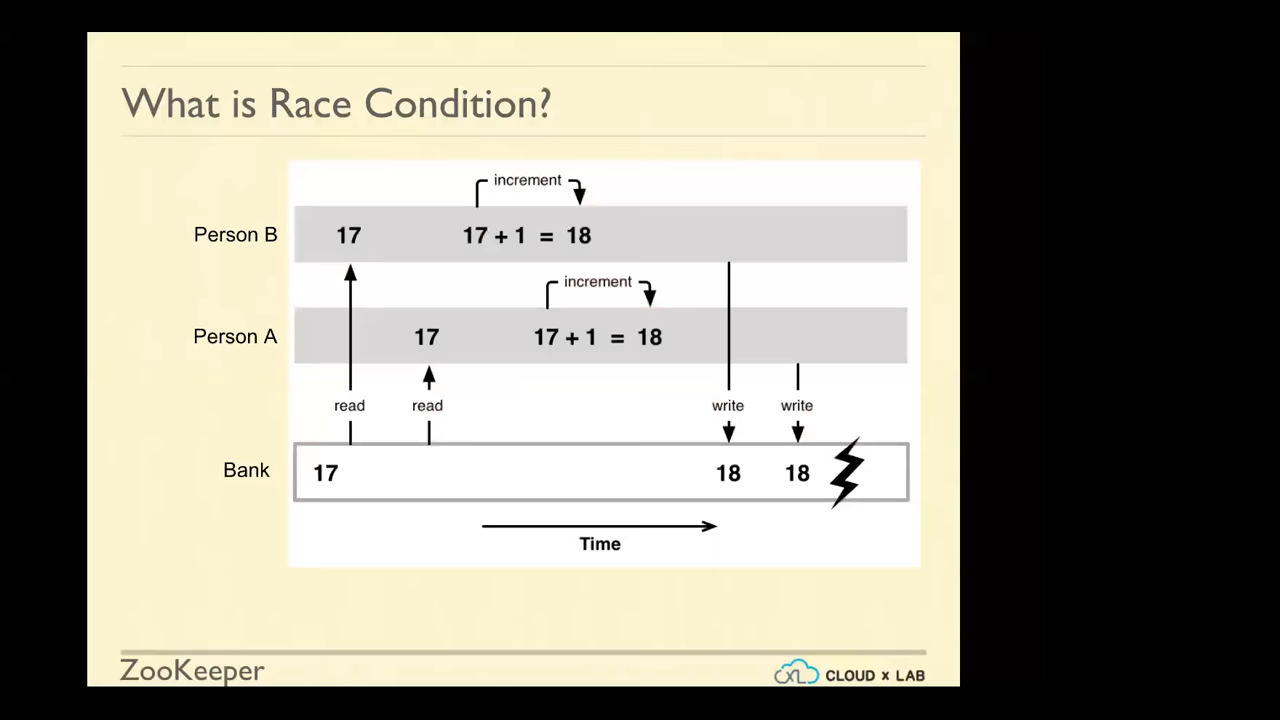 What is Race Condition?
increment
Person B 17 17 + 1 = 18
increment
Person A 17 17 + 1 = 18
read read write write
Bank 17 18 18
Time
ZooKeeper CLOUD x LAB